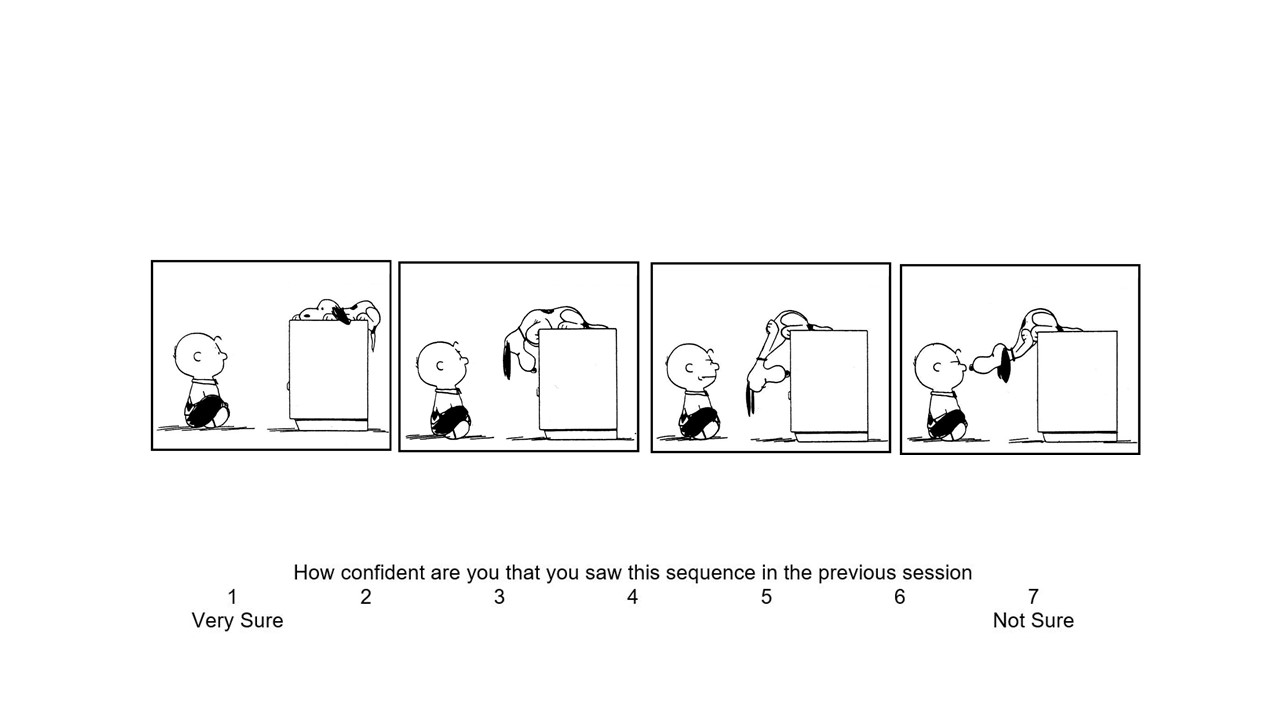 How confident are you that you saw this sequence in the previous session
1 2 3 4 5 6 7
Very Sure Not Sure